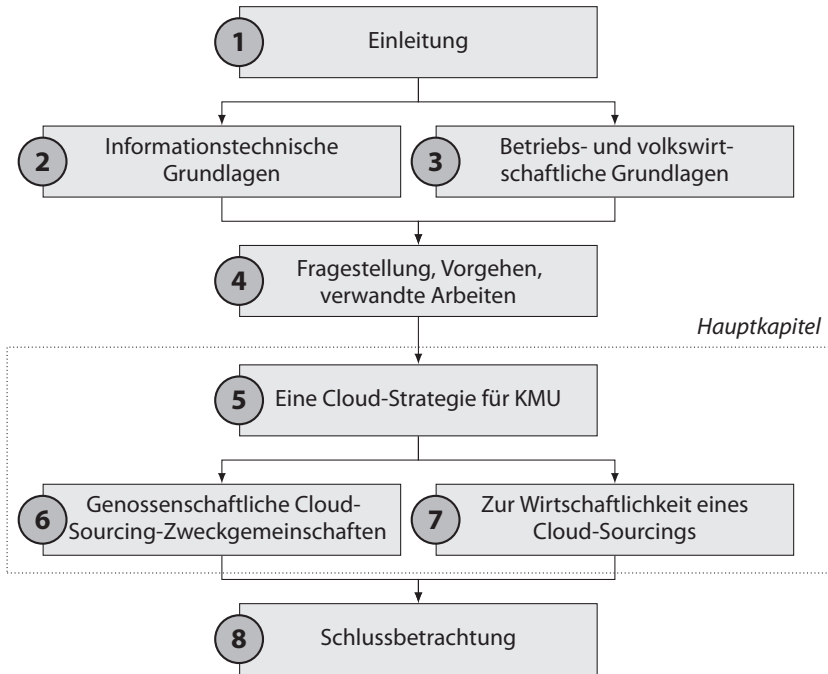 1
Einleitung
2
Informationstechnische
Grundlagen
3
Betriebs- und volkswirt-
schaftliche Grundlagen
4
Fragestellung, Vorgehen,
verwandte Arbeiten
Hauptkapitel
5
Eine Cloud-Strategie für KMU
6
Genossenschaftliche Cloud-
Sourcing-Zweckgemeinschaften
7
Zur Wirtschaftlichkeit eines
Cloud-Sourcings
8
Schlussbetrachtung